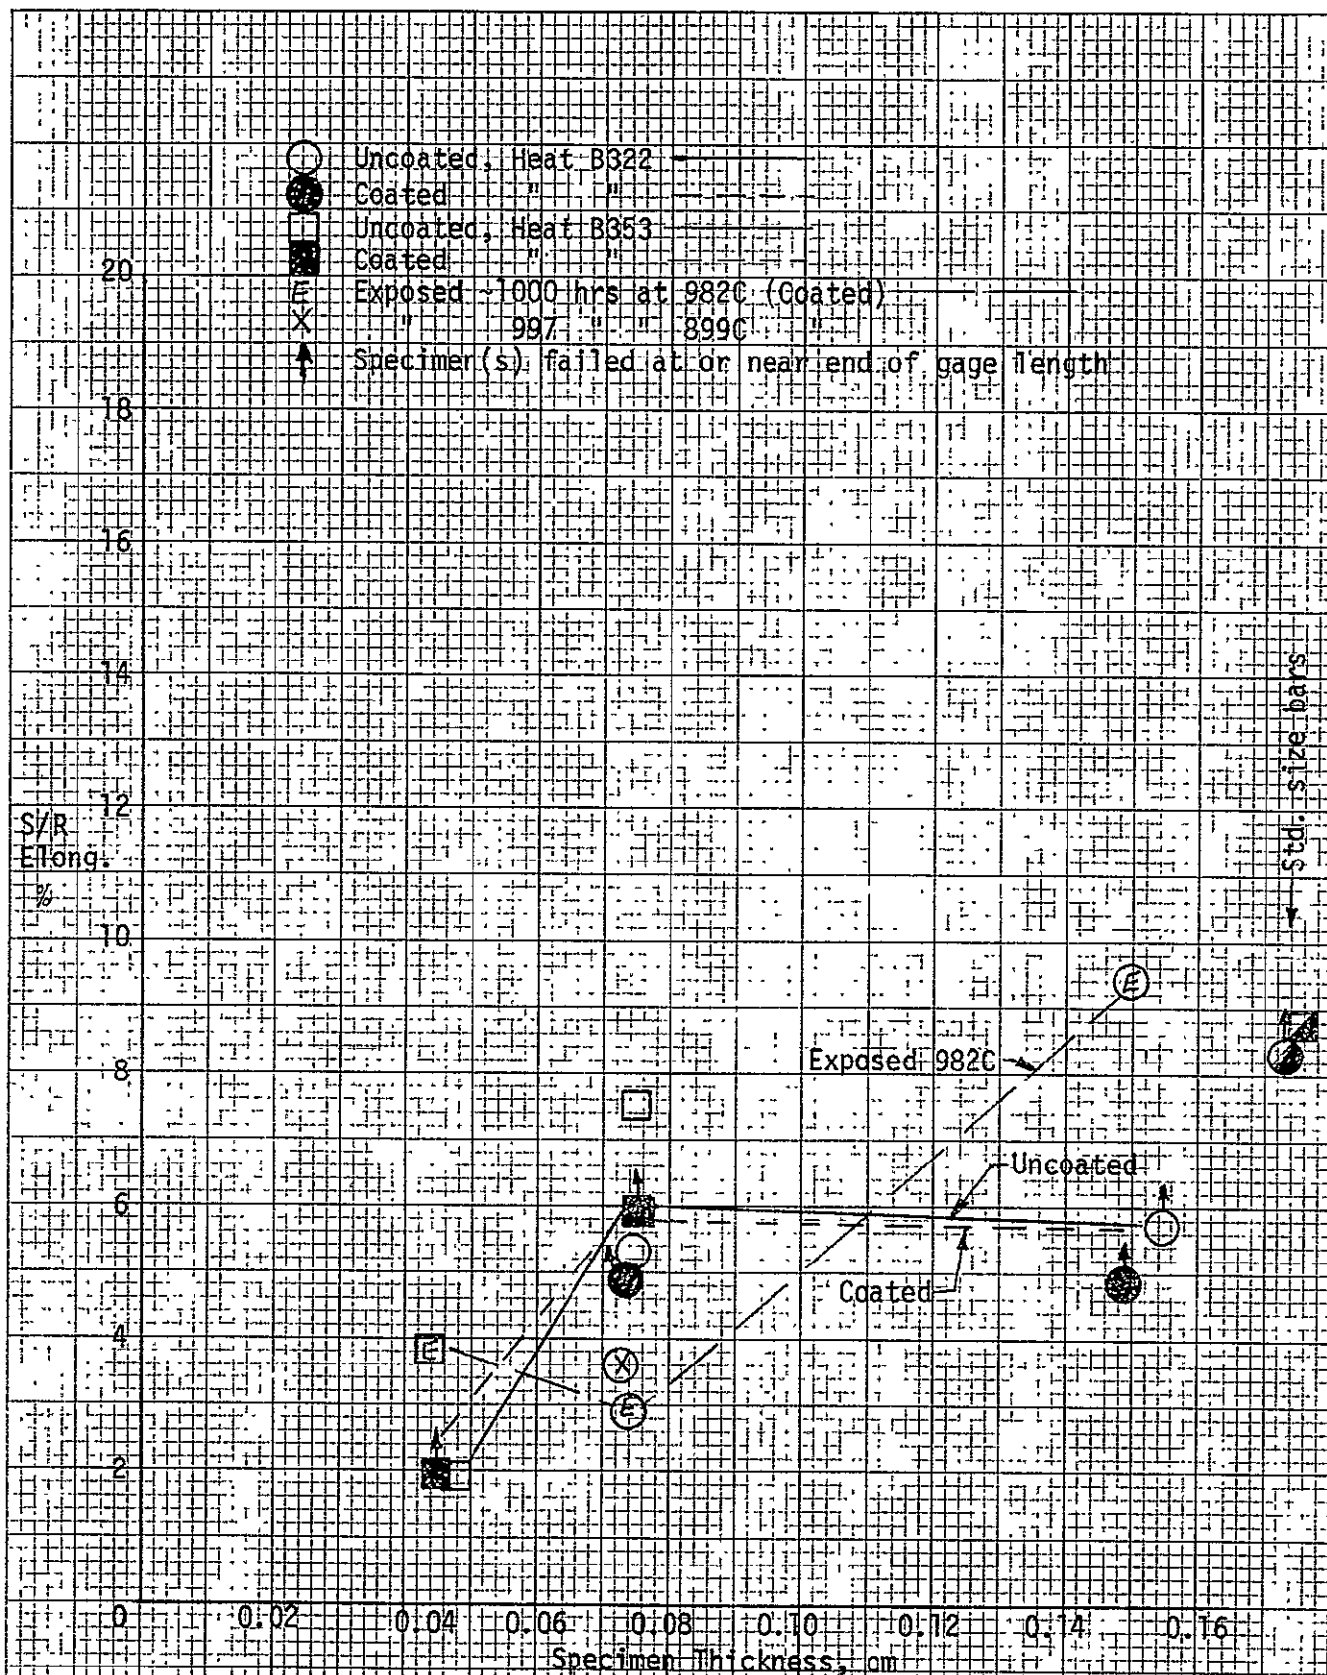 Uncoated, Heat B322
Coated " "
Uncoated, Heat B353
Coated " "
20
E Exposed ~1000 hrs at 982C (Coated)
X " 997 " " 899C "
Specimen(s) failed at or near end of gage length
18
16
14
Std. size bars
12
S/R
Elong.
%
10
E
Exposed 982C
8
Uncoated
6
Coated
4
E
X
E
2
0 0.02 0.04 0.06 0.08 0.10 0.12 0.14 0.16
Specimen Thickness, cm